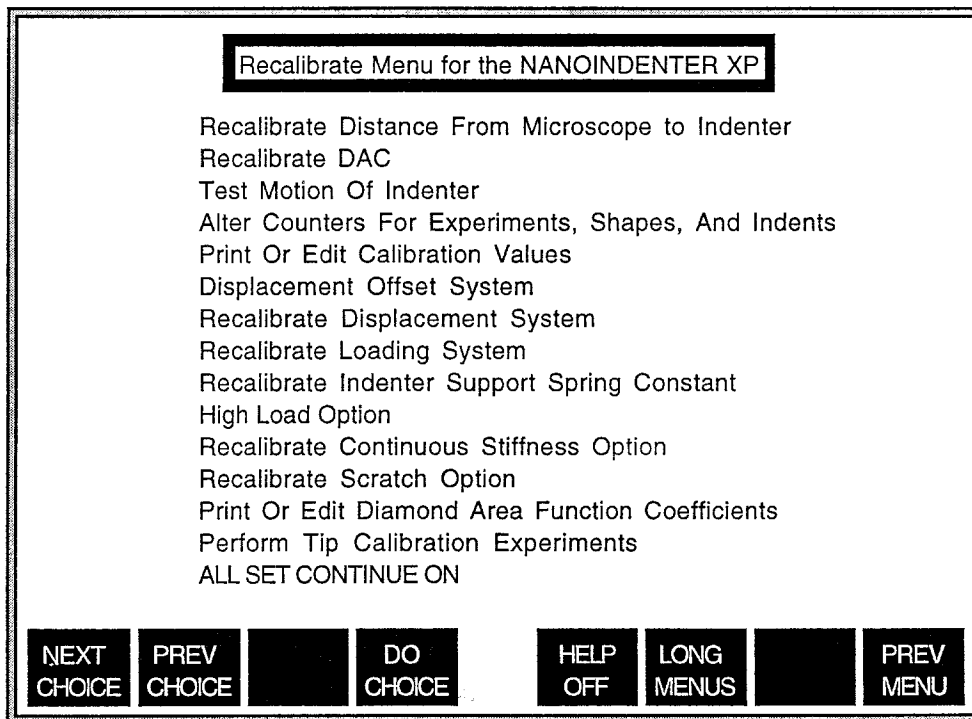 Recalibrate Menu for the NANOINDENTER XP
Recalibrate Distance From Microscope to Indenter
Recalibrate DAC
Test Motion Of Indenter
Alter Counters For Experiments, Shapes, And Indents
Print Or Edit Calibration Values
Displacement Offset System
Recalibrate Displacement System
Recalibrate Loading System
Recalibrate Indenter Support Spring Constant
High Load Option
Recalibrate Continuous Stiffness Option
Recalibrate Scratch Option
Print Or Edit Diamond Area Function Coefficients
Perform Tip Calibration Experiments
ALL SET CONTINUE ON
NEXT CHOICE
PREV CHOICE
DO CHOICE
HELP OFF
LONG MENUS
PREV MENU